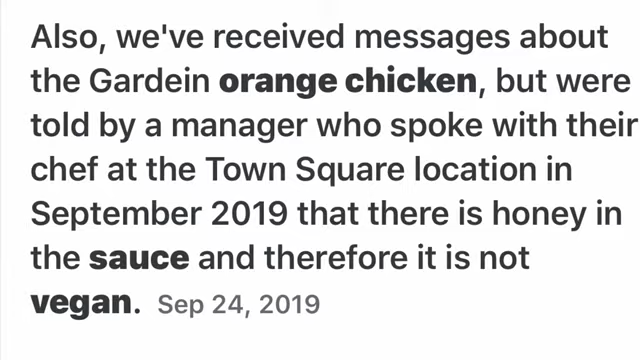 Also, we've received messages about
the Gardein orange chicken, but were
told by a manager who spoke with their
chef at the Town Square location in
September 2019 that there is honey in
the sauce and therefore it is not
vegan. Sep 24, 2019